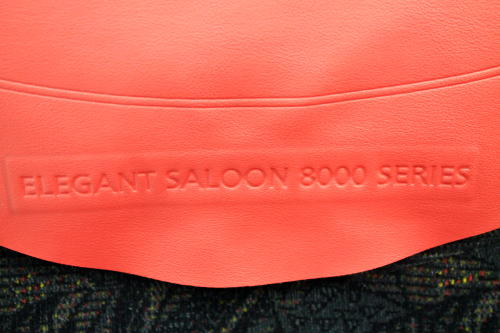 ELEGANT SALOON 8000 SERIES